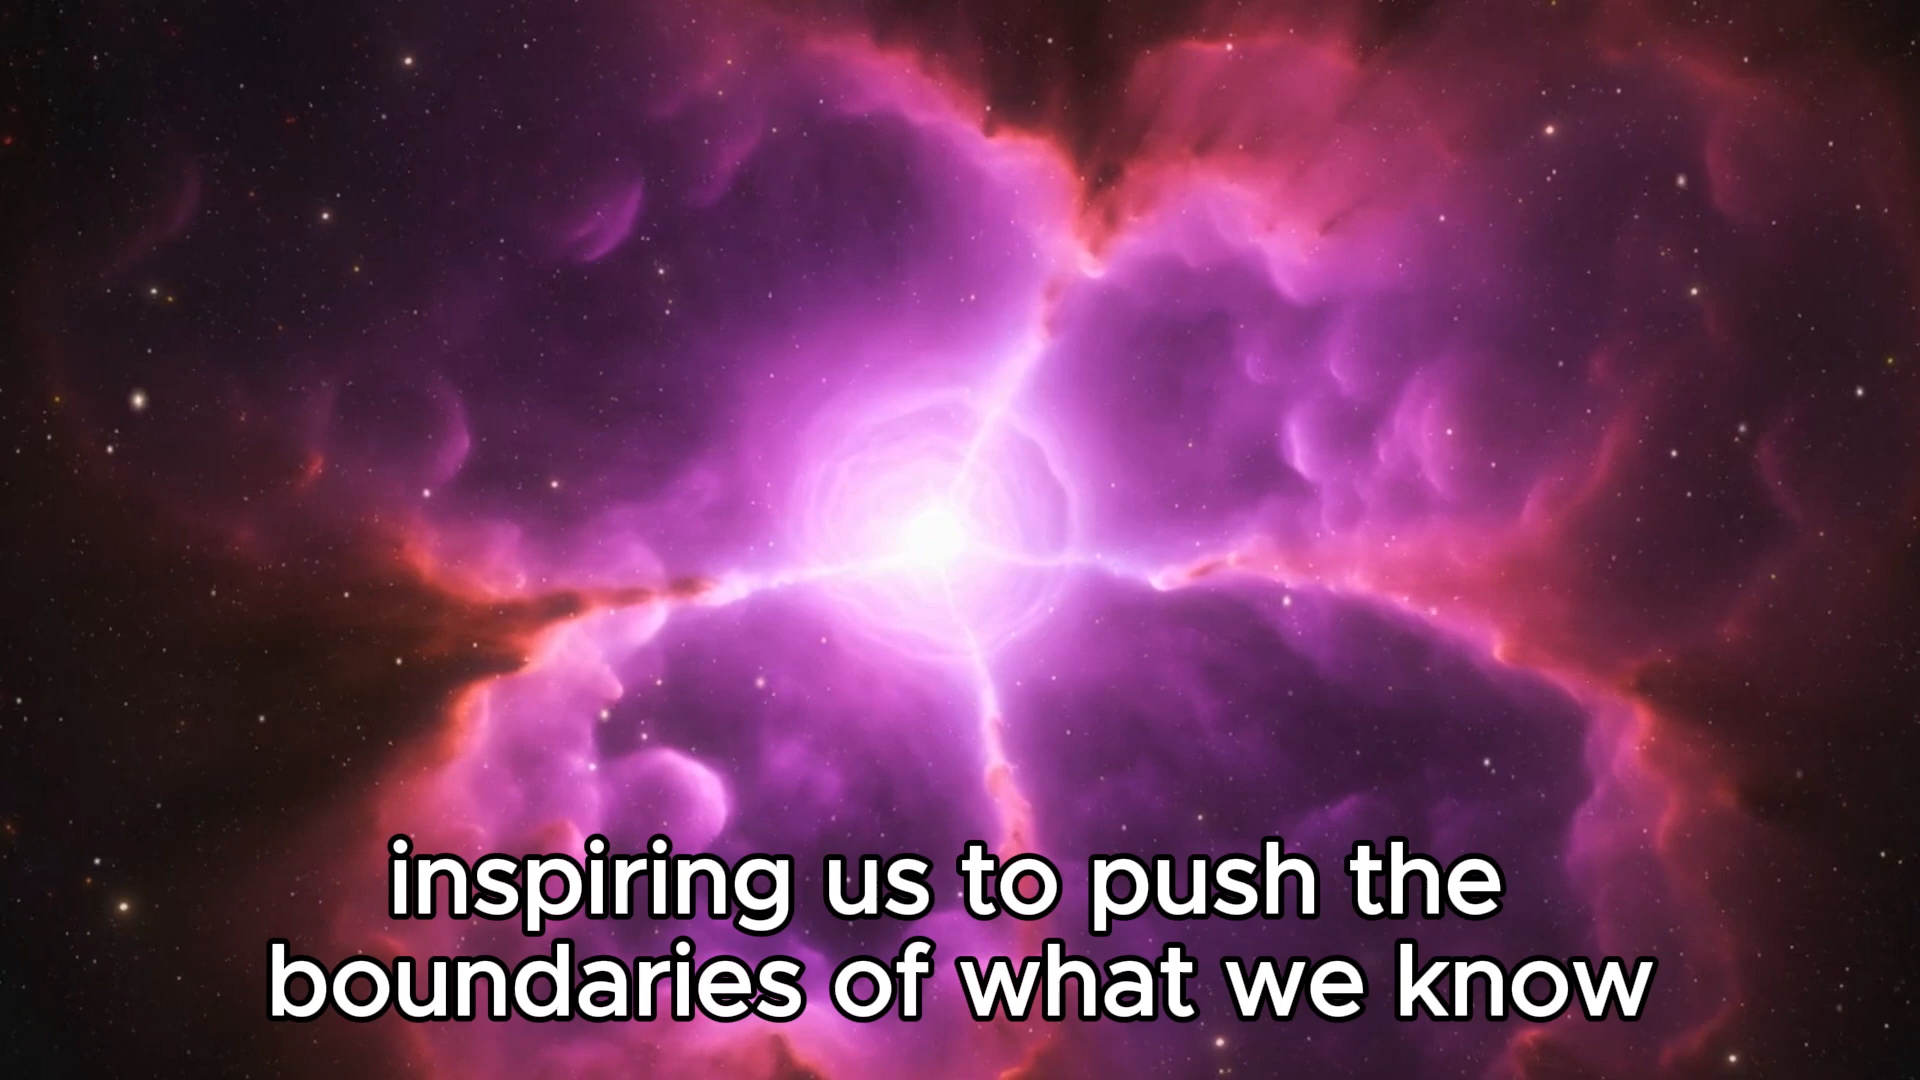 inspiring us to push the
boundaries of what we know